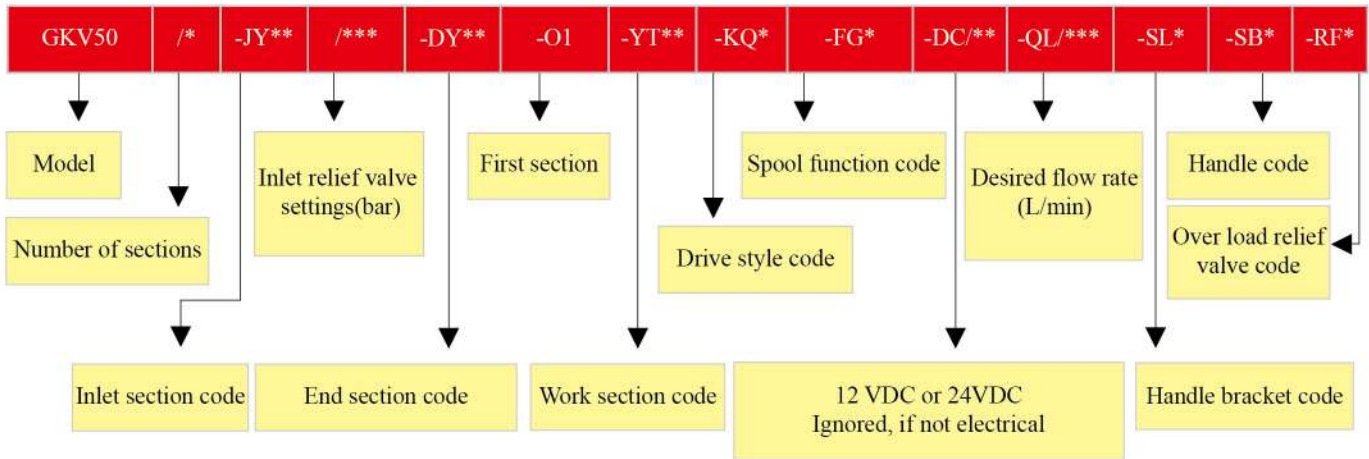 GKV50 /* -JY** /*** -DY** -O1 -YT** -KQ* -FG* -DC/** -QL/*** -SL* -SB* -RF*
Model
Inlet relief valve
settings(bar)
First section
Spool function code
Desired flow rate
(L/min)
Handle code
Number of sections
Drive style code
Over load relief
valve code
Inlet section code
End section code
Work section code
12 VDC or 24VDC
Ignored, if not electrical
Handle bracket code